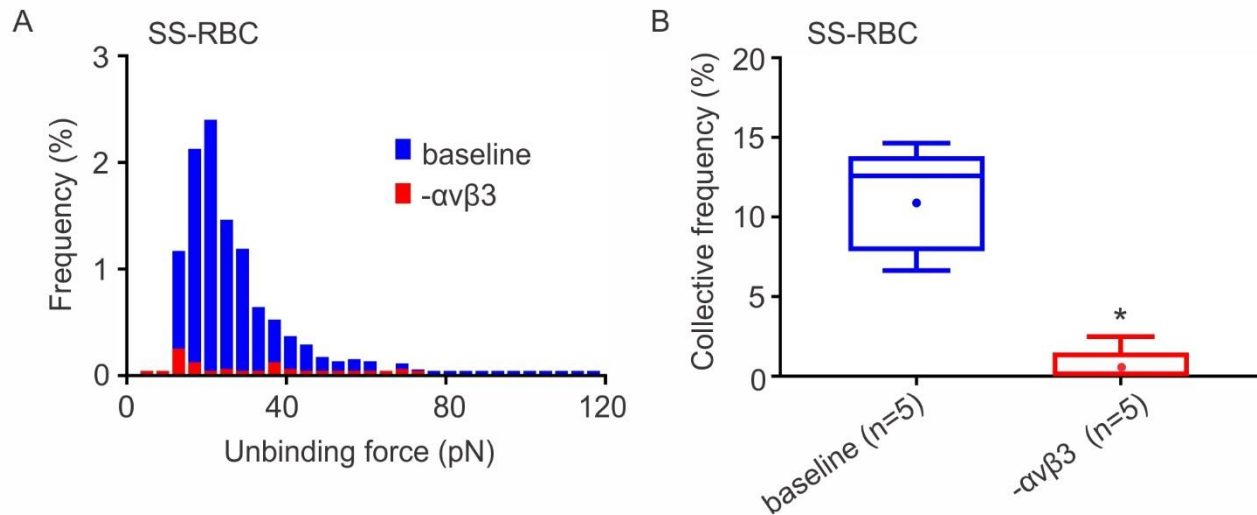 A
SS-RBC
3
2
1
0
Frequency (%)
baseline
-αvβ3
0
40
80
120
Unbinding force (pN)
B
SS-RBC
20
15
10
5
0
Collective frequency (%)
*
baseline (n=5)
-αvβ3 (n=5)